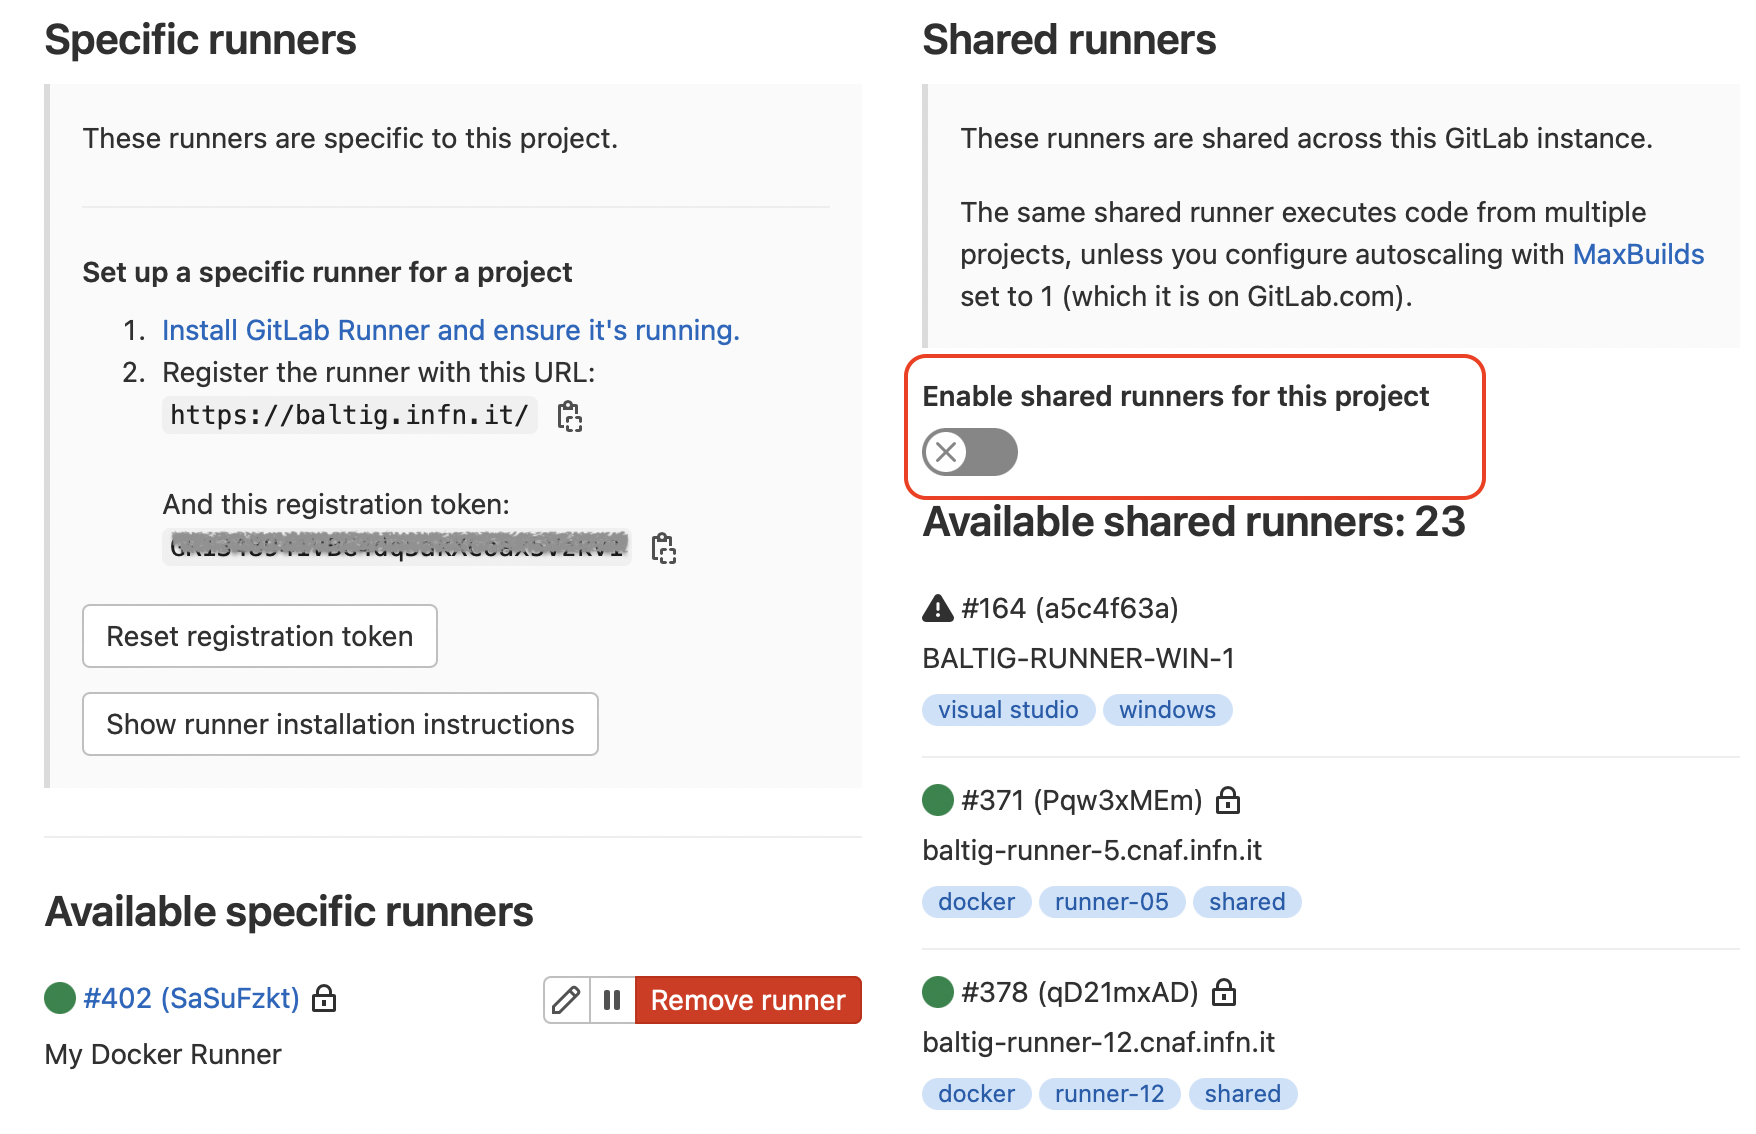 Specific runners
These runners are specific to this project.
Set up a specific runner for a project
1. Install GitLab Runner and ensure it's running.
2. Register the runner with this URL:
https://baltig.infn.it/
And this registration token:
Reset registration token
Show runner installation instructions
Available specific runners
#402 (SaSuFzkt)
Remove runner
My Docker Runner
Shared runners
These runners are shared across this GitLab instance.
The same shared runner executes code from multiple
projects, unless you configure autoscaling with MaxBuilds
set to 1 (which it is on GitLab.com).
Enable shared runners for this project
Available shared runners: 23
#164 (a5c4f63a)
BALTIG-RUNNER-WIN-1
visual studio windows
#371 (Pqw3xMEm)
baltig-runner-5.cnaf.infn.it
docker runner-05 shared
#378 (qD21mxAD)
baltig-runner-12.cnaf.infn.it
docker runner-12 shared